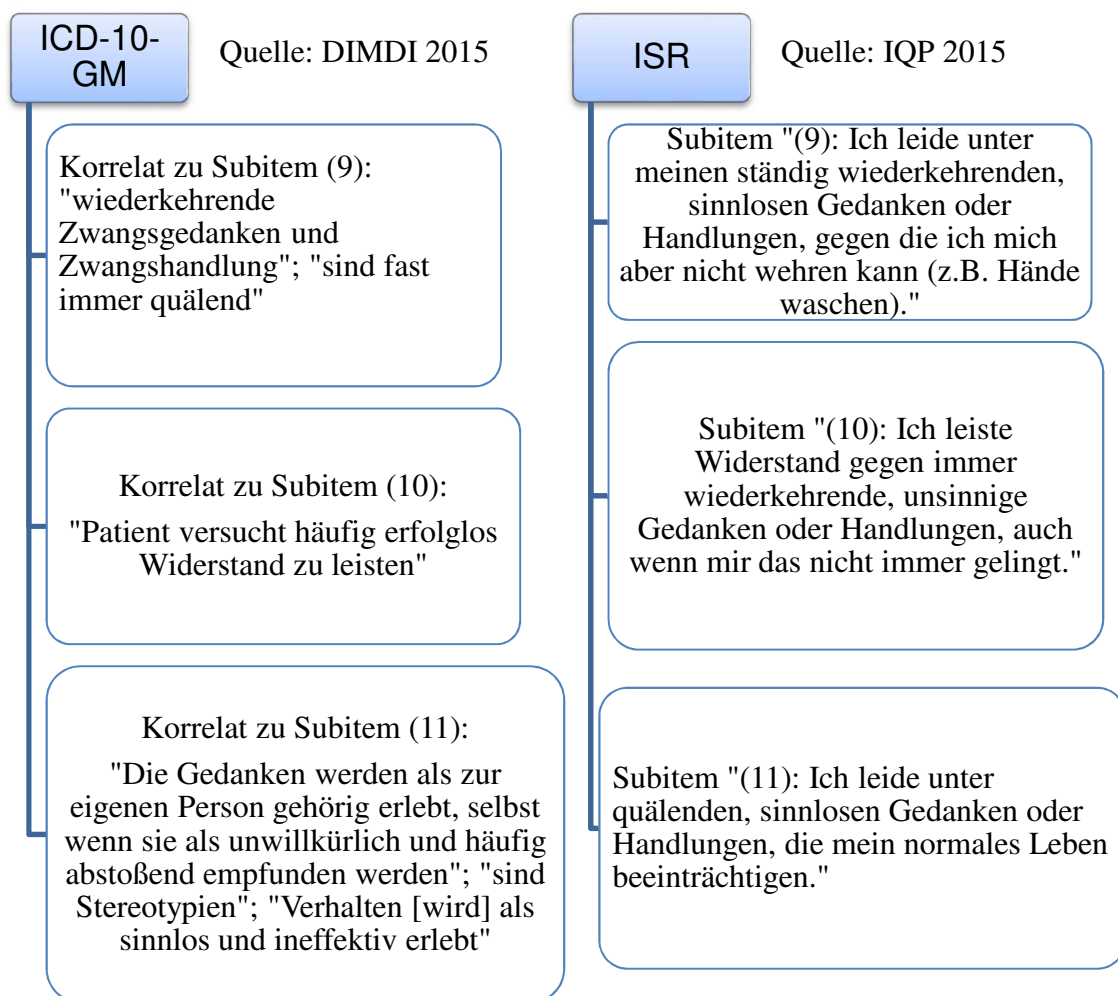 ICD-10-
GM
Quelle: DIMDI 2015
Korrelat zu Subitem (9):
"wiederkehrende
Zwangsgedanken und
Zwangshandlung"; "sind fast
immer quälend"
Korrelat zu Subitem (10):
"Patient versucht häufig erfolglos
Widerstand zu leisten"
Korrelat zu Subitem (11):
"Die Gedanken werden als zur
eigenen Person gehörig erlebt, selbst
wenn sie als unwillkürlich und häufig
abstoßend empfunden werden"; "sind
Stereotypien"; "Verhalten [wird] als
sinnlos und ineffektiv erlebt"
ISR
Quelle: IQP 2015
Subitem "(9): Ich leide unter
meinen ständig wiederkehrenden,
sinnlosen Gedanken oder
Handlungen, gegen die ich mich
aber nicht wehren kann (z.B. Hände
waschen)."
Subitem "(10): Ich leiste
Widerstand gegen immer
wiederkehrende, unsinnige
Gedanken oder Handlungen, auch
wenn mir das nicht immer gelingt."
Subitem "(11): Ich leide unter
quälenden, sinnlosen Gedanken oder
Handlungen, die mein normales Leben
beeinträchtigen."